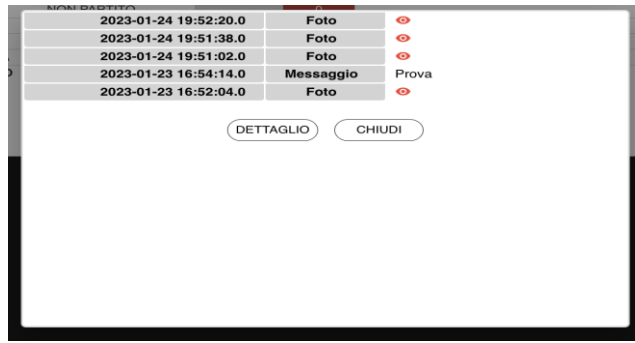 NON PARTITO 0
2023-01-24 19:52:20.0 Foto
2023-01-24 19:51:38.0 Foto
2023-01-24 19:51:02.0 Foto
2023-01-23 16:54:14.0 Messaggio Prova
2023-01-23 16:52:04.0 Foto
DETTAGLIO CHIUDI